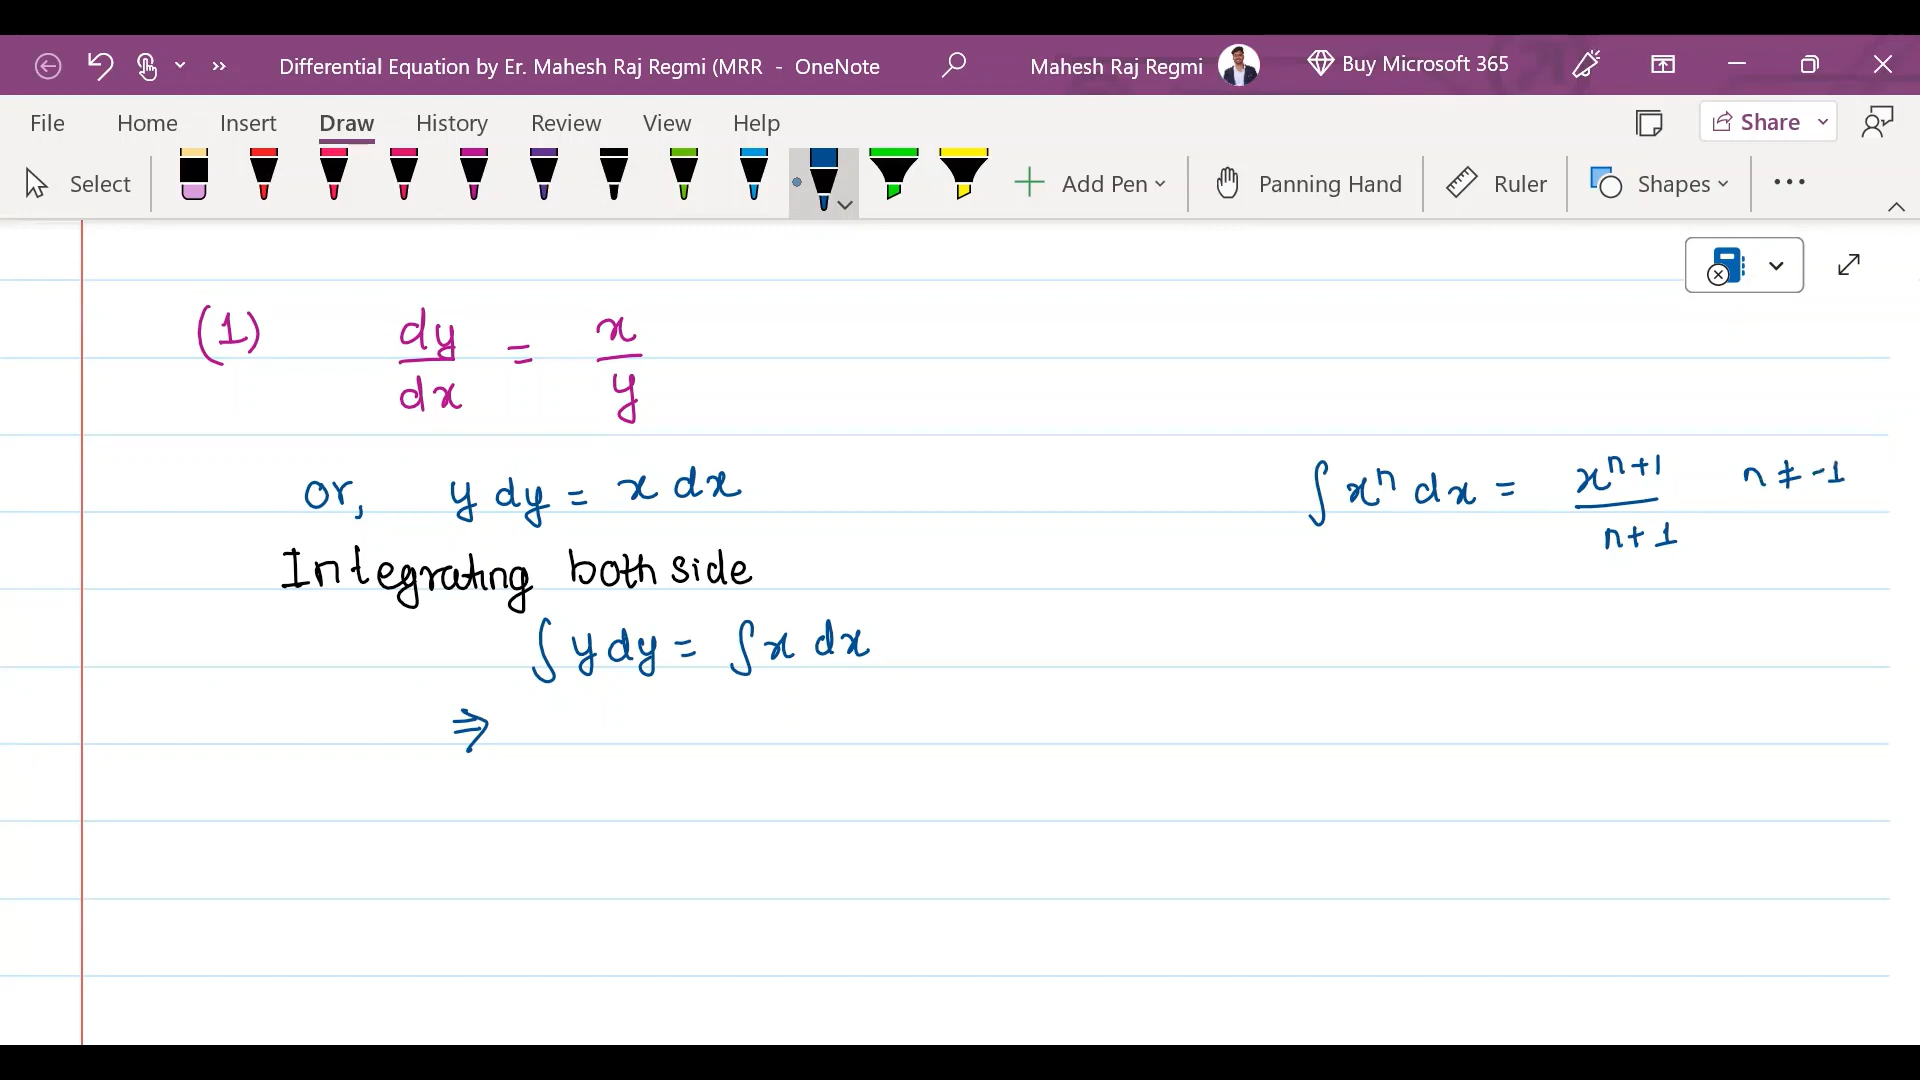 Differential Equation by Er. Mahesh Raj Regmi (MRR - OneNote Mahesh Raj Regmi Buy Microsoft 365
File Home Insert Draw History Review View Help Share
Select Add Pen Panning Hand Ruler Shapes
(1) dy/dx = x/y
or, y dy = x dx ∫ xⁿ dx = xⁿ⁺¹/n+1 n ≠ -1
Integrating both side
∫ y dy = ∫ x dx
⇒